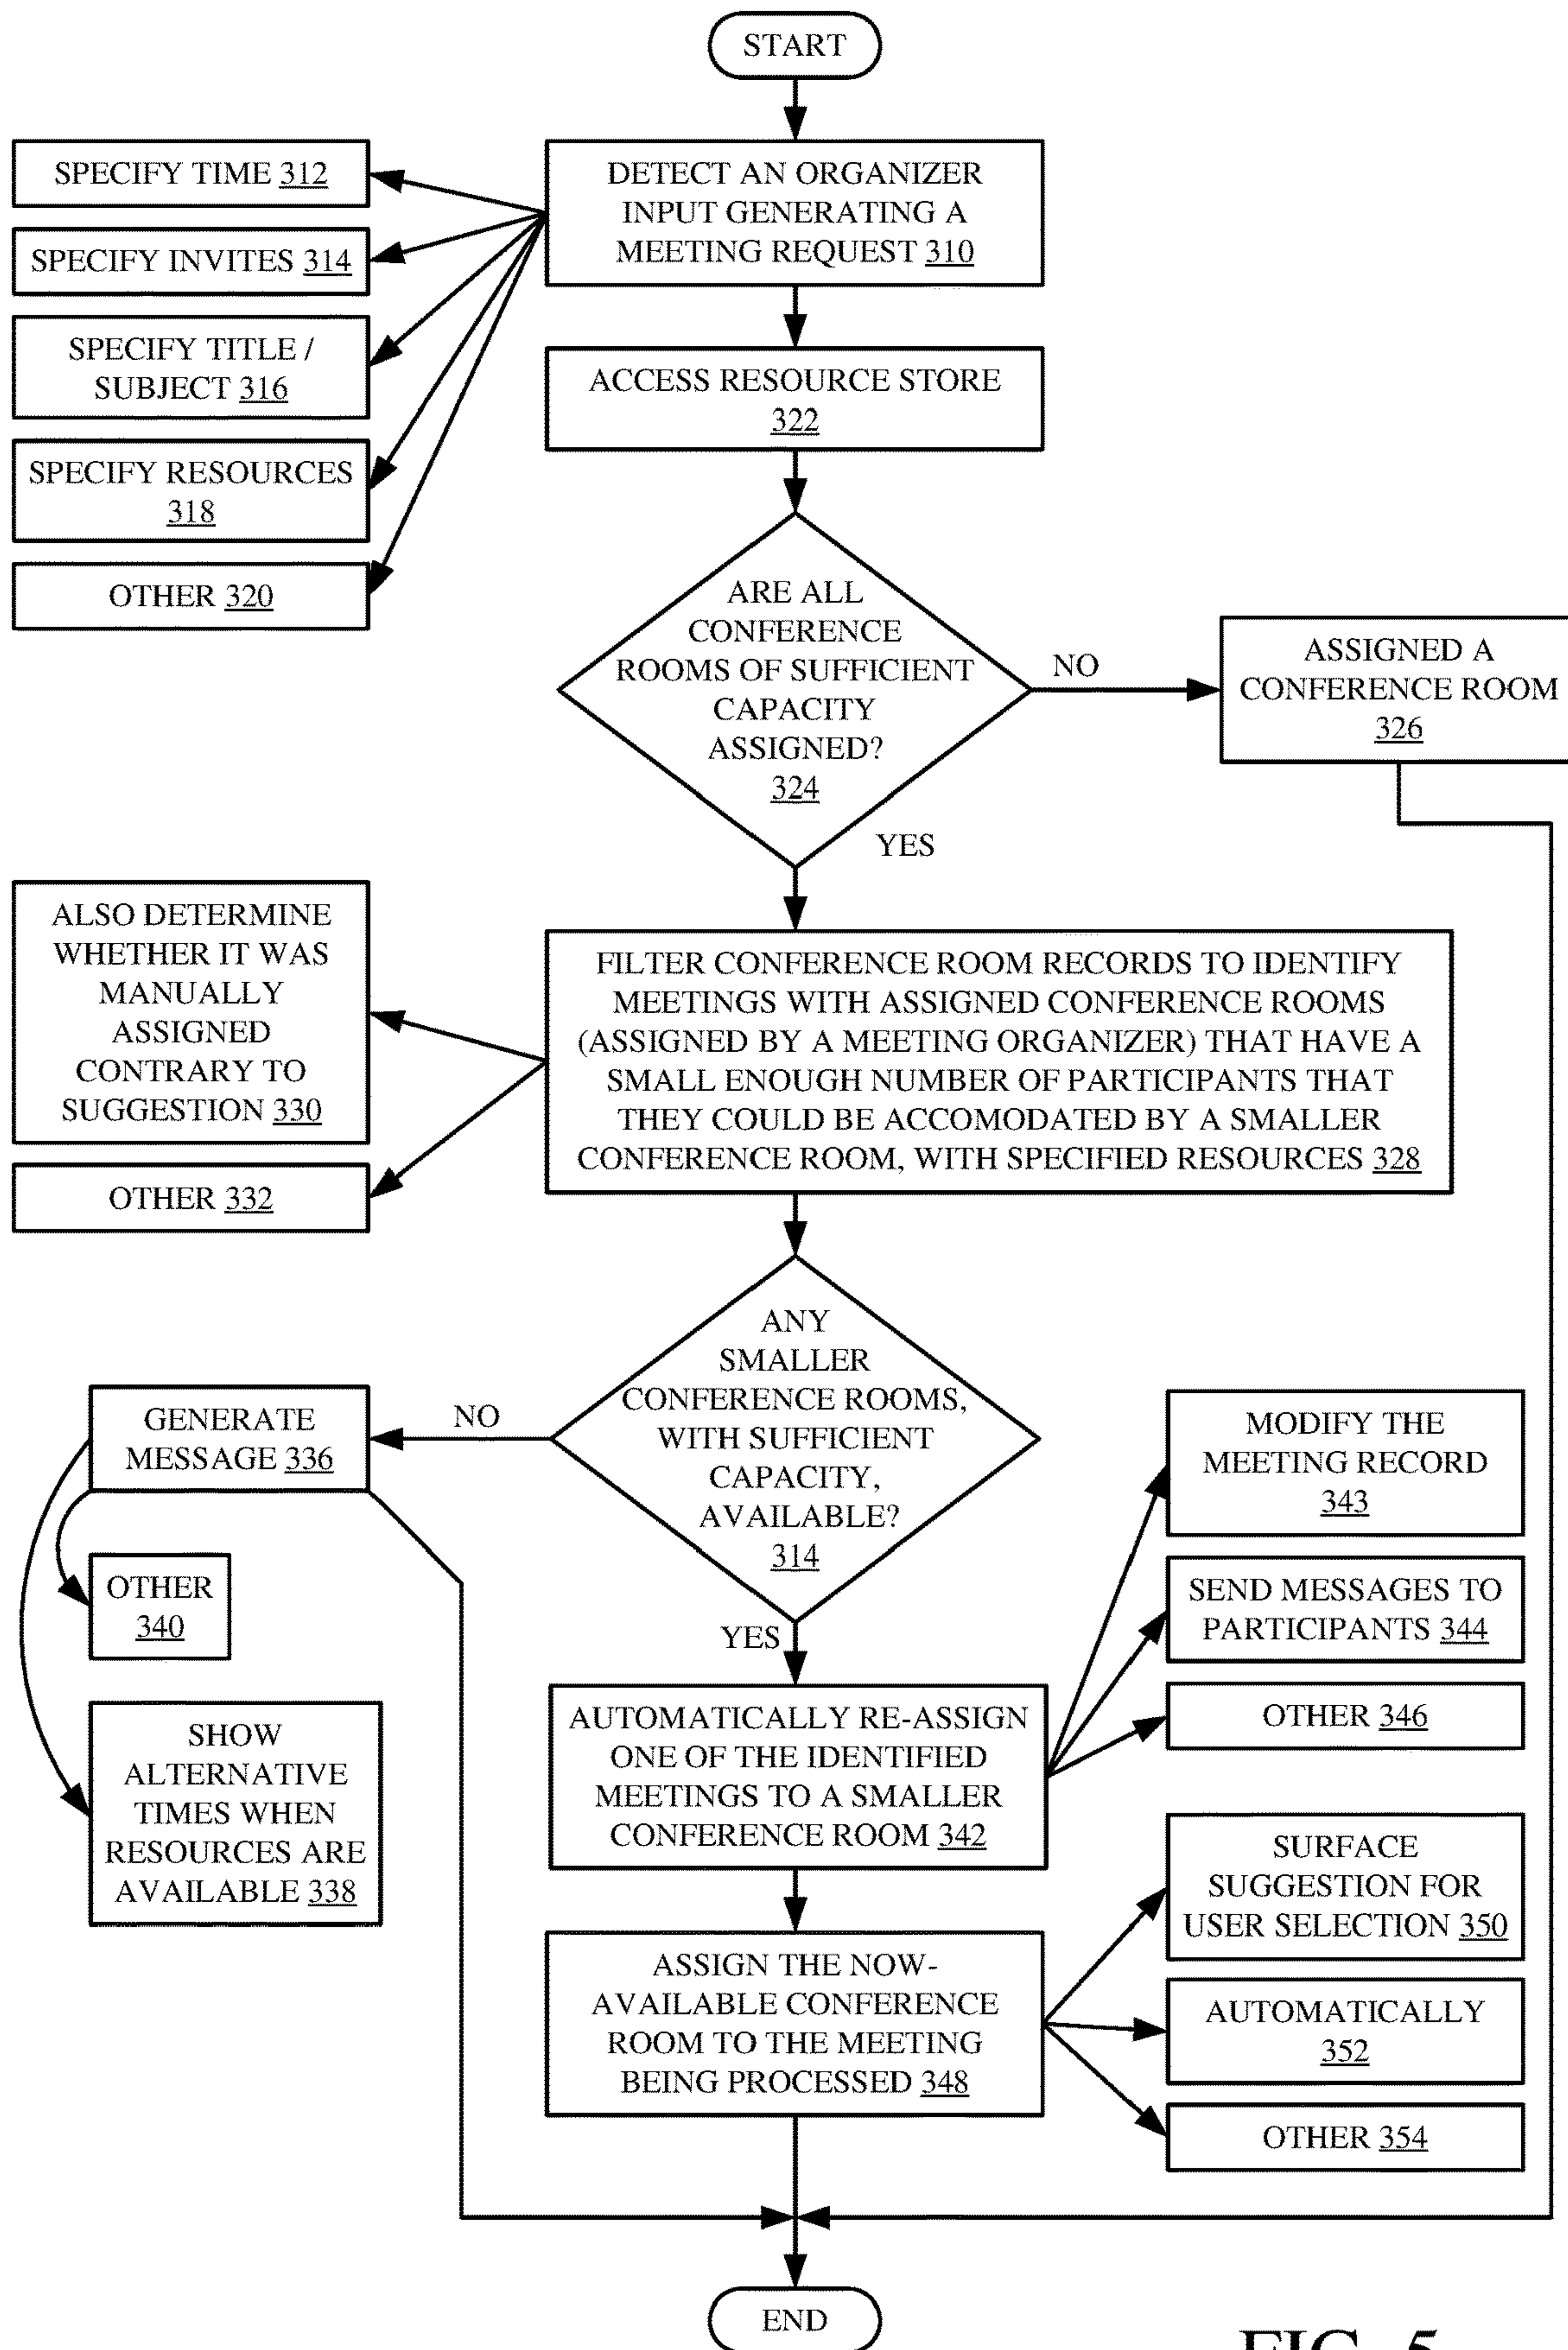 START
DETECT AN ORGANIZER
INPUT GENERATING A
MEETING REQUEST 310
SPECIFY TIME 312
SPECIFY INVITES 314
SPECIFY TITLE /
SUBJECT 316
SPECIFY RESOURCES
318
OTHER 320
ACCESS RESOURCE STORE
322
ARE ALL
CONFERENCE
ROOMS OF SUFFICIENT
CAPACITY
ASSIGNED?
324
NO
ASSIGNED A
CONFERENCE ROOM
326
YES
FILTER CONFERENCE ROOM RECORDS TO IDENTIFY
MEETINGS WITH ASSIGNED CONFERENCE ROOMS
(ASSIGNED BY A MEETING ORGANIZER) THAT HAVE A
SMALL ENOUGH NUMBER OF PARTICIPANTS THAT
THEY COULD BE ACCOMODATED BY A SMALLER
CONFERENCE ROOM, WITH SPECIFIED RESOURCES 328
ALSO DETERMINE
WHETHER IT WAS
MANUALLY
ASSIGNED
CONTRARY TO
SUGGESTION 330
OTHER 332
ANY
SMALLER
CONFERENCE ROOMS,
WITH SUFFICIENT
CAPACITY,
AVAILABLE?
314
NO
GENERATE
MESSAGE 336
OTHER
340
SHOW
ALTERNATIVE
TIMES WHEN
RESOURCES ARE
AVAILABLE 338
YES
AUTOMATICALLY RE-ASSIGN
ONE OF THE IDENTIFIED
MEETINGS TO A SMALLER
CONFERENCE ROOM 342
MODIFY THE
MEETING RECORD
343
SEND MESSAGES TO
PARTICIPANTS 344
OTHER 346
ASSIGN THE NOW-
AVAILABLE CONFERENCE
ROOM TO THE MEETING
BEING PROCESSED 348
SURFACE
SUGGESTION FOR
USER SELECTION 350
AUTOMATICALLY
352
OTHER 354
END
FIG. 5